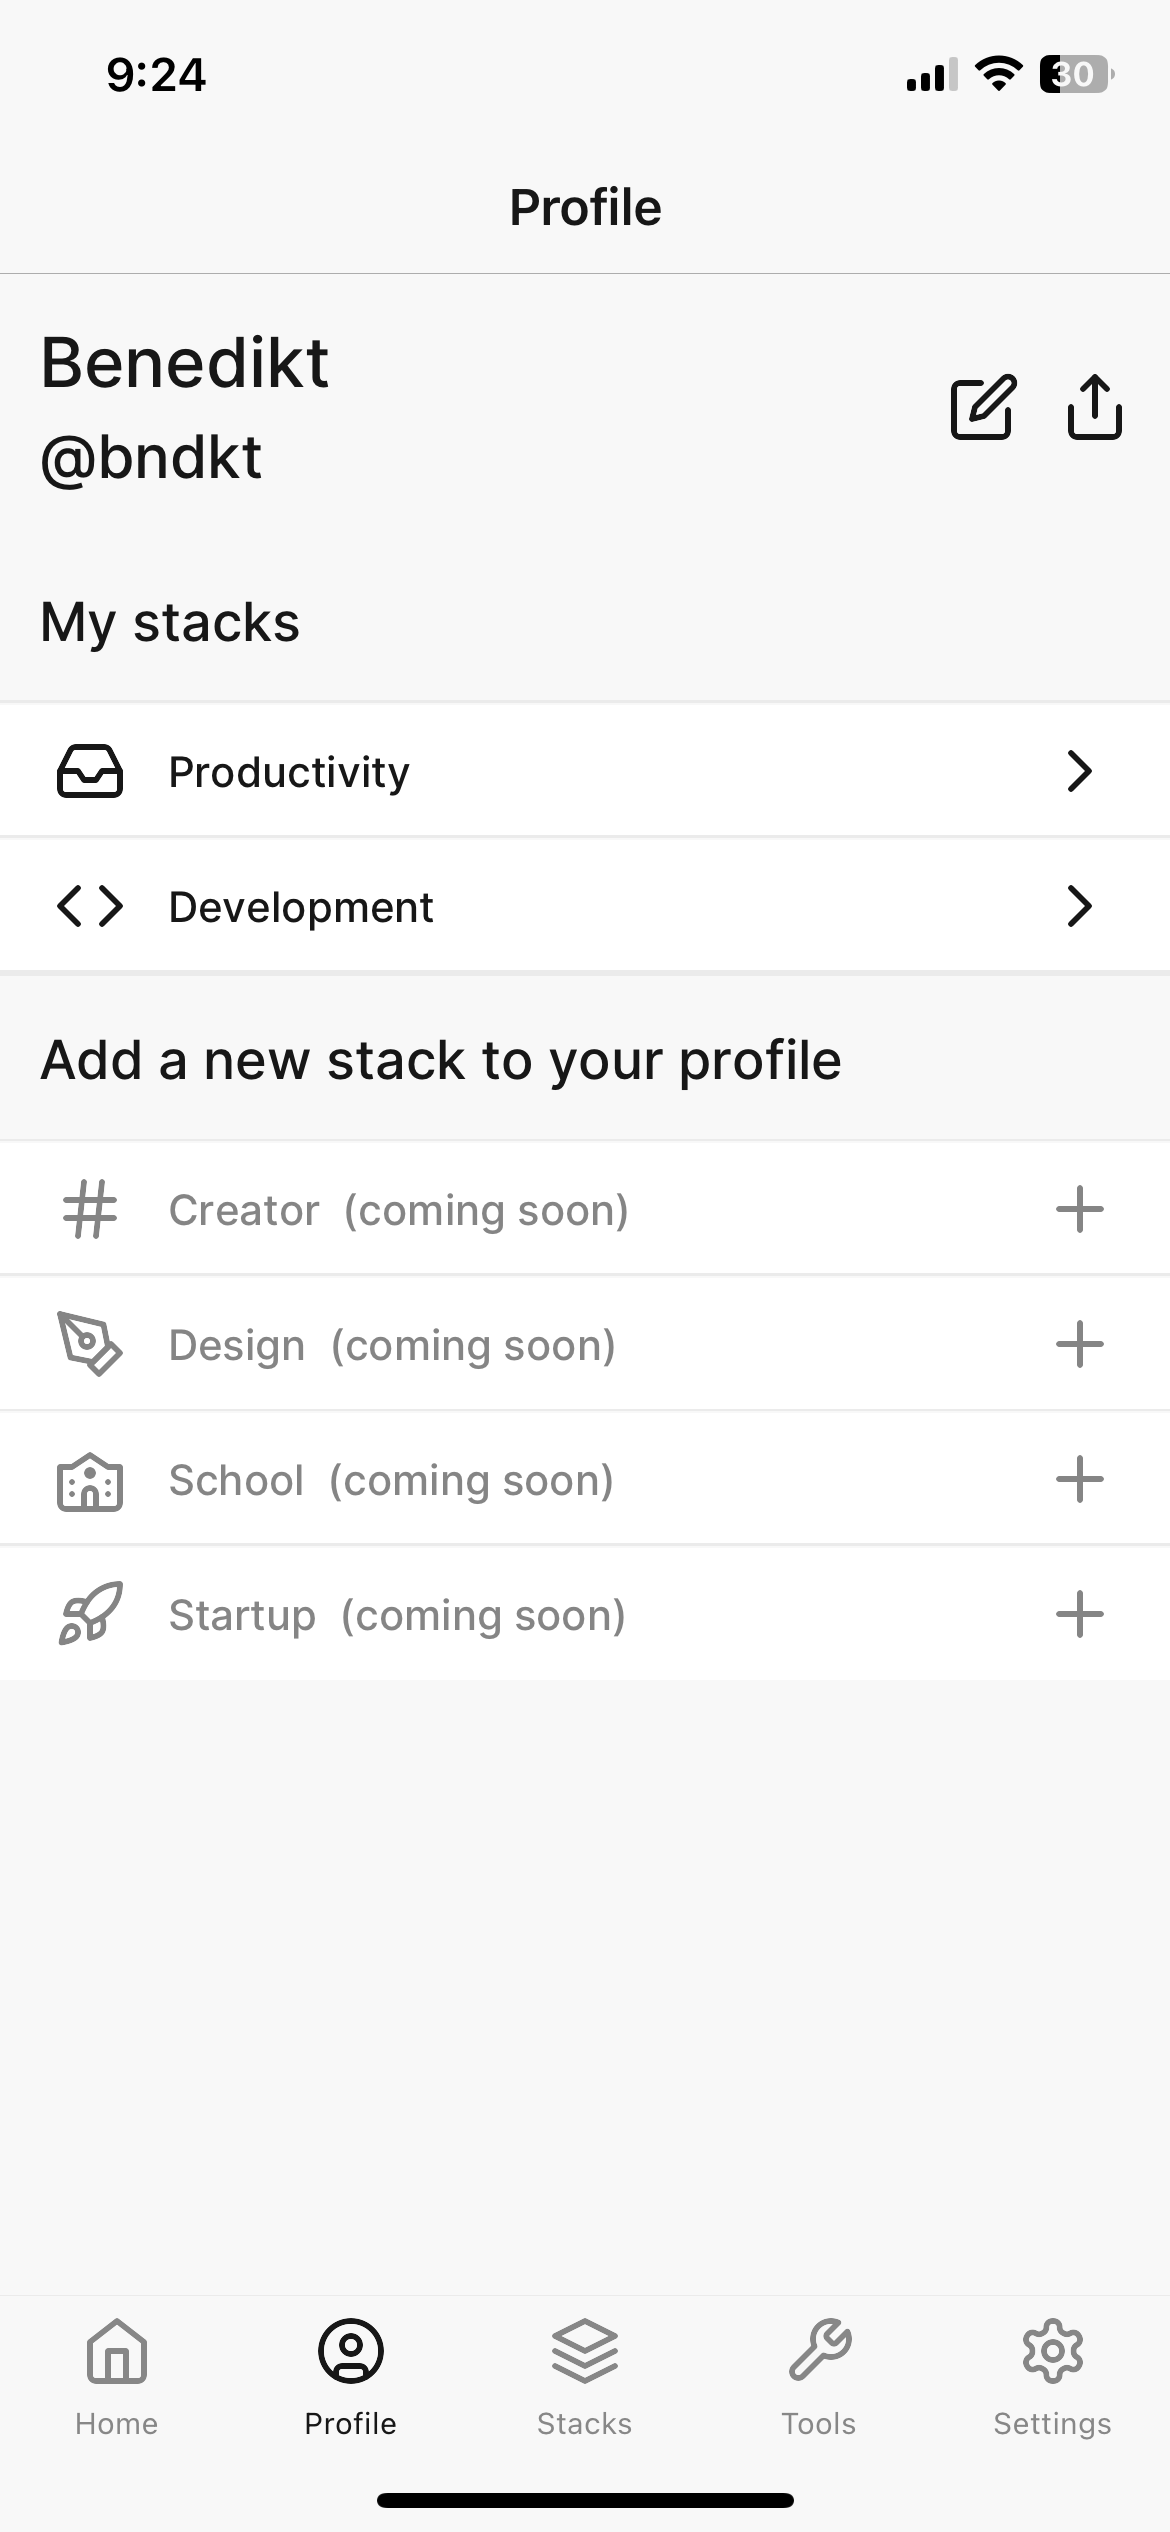 9:24
30
Profile
Benedikt
@bndkt
My stacks
Productivity
Development
Add a new stack to your profile
Creator (coming soon)
Design (coming soon)
School (coming soon)
Startup (coming soon)
Home Profile Stacks Tools Settings